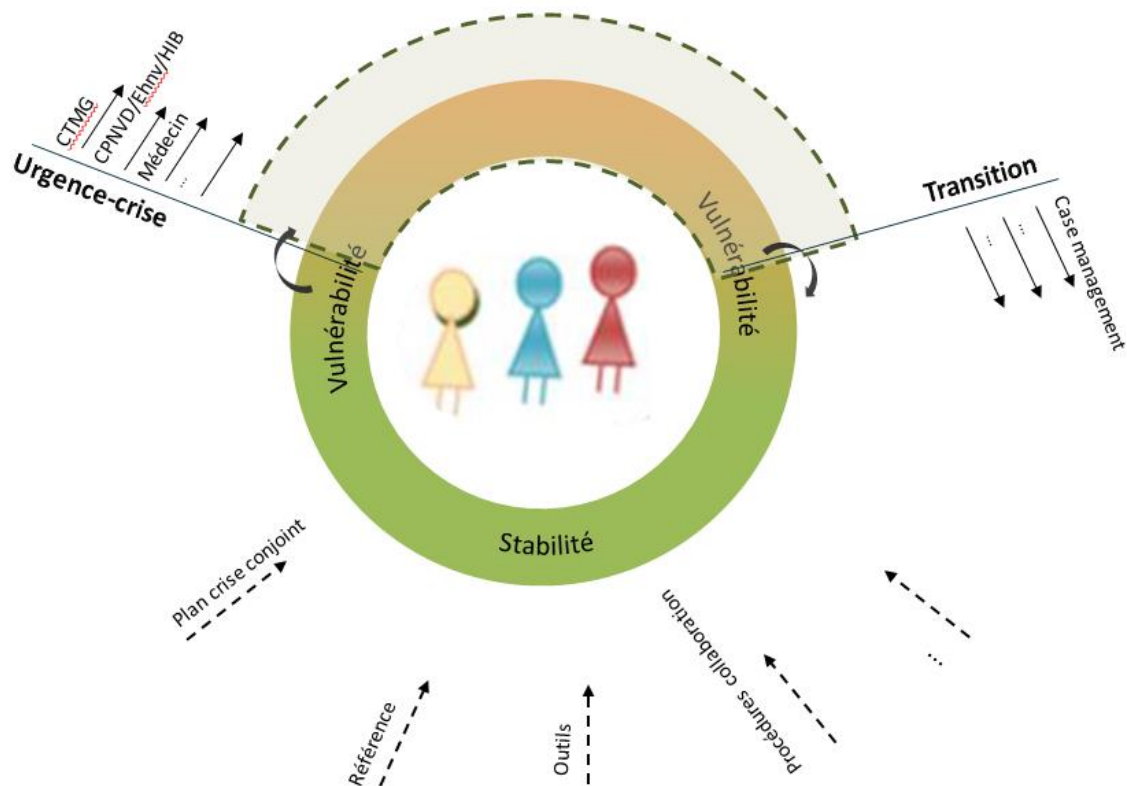 CTMG
CPNVD/Ehnv/HIB
Médecin
...
Urgence-crise
Transition
Case management
...
...
Vulnérabilité
Vulnérabilité
Stabilité
Plan crise conjoint
Référence
Outils
Procédures collaboration
...